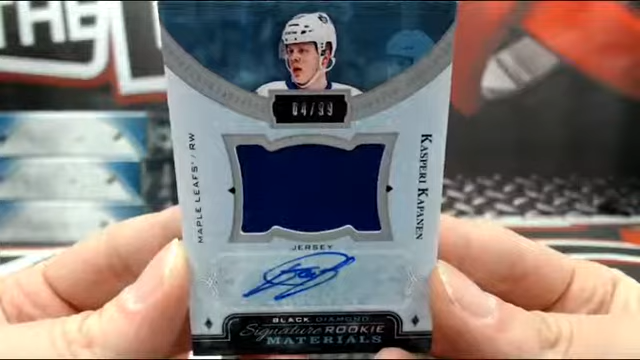 THE
04/99
MAPLE LEAFS / RW
KASPERI KAPANEN
JERSEY
BLACK DIAMOND
Signature ROOKIE
MATERIALS